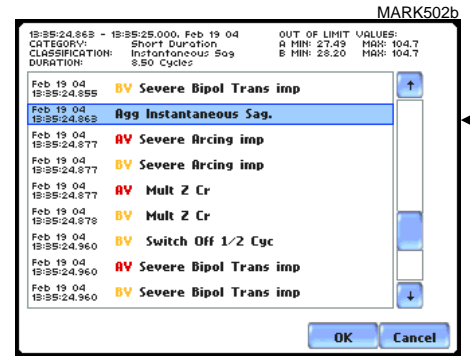 MARK502b
13:35:24.863 - 13:35:25.000, Feb 19 04 OUT OF LIMIT VALUES:
CATEGORY: Short Duration A MIN: 27.49 MAX: 104.7
CLASSIFICATION: Instantaneous Sag B MIN: 28.20 MAX: 104.7
DURATION: 8.50 Cycles
Feb 19 04
13:35:24.855 BV Severe Bipol Trans imp
Feb 19 04
13:35:24.863 Agg Instantaneous Sag.
Feb 19 04
13:35:24.877 AV Severe Arcing imp
Feb 19 04
13:35:24.877 BV Severe Arcing imp
Feb 19 04
13:35:24.877 AV Mult Z Cr
Feb 19 04
13:35:24.878 BV Mult Z Cr
Feb 19 04
13:35:24.960 BV Switch Off 1/2 Cyc
Feb 19 04
13:35:24.960 AV Severe Bipol Trans imp
Feb 19 04
13:35:24.960 BV Severe Bipol Trans imp
OK Cancel